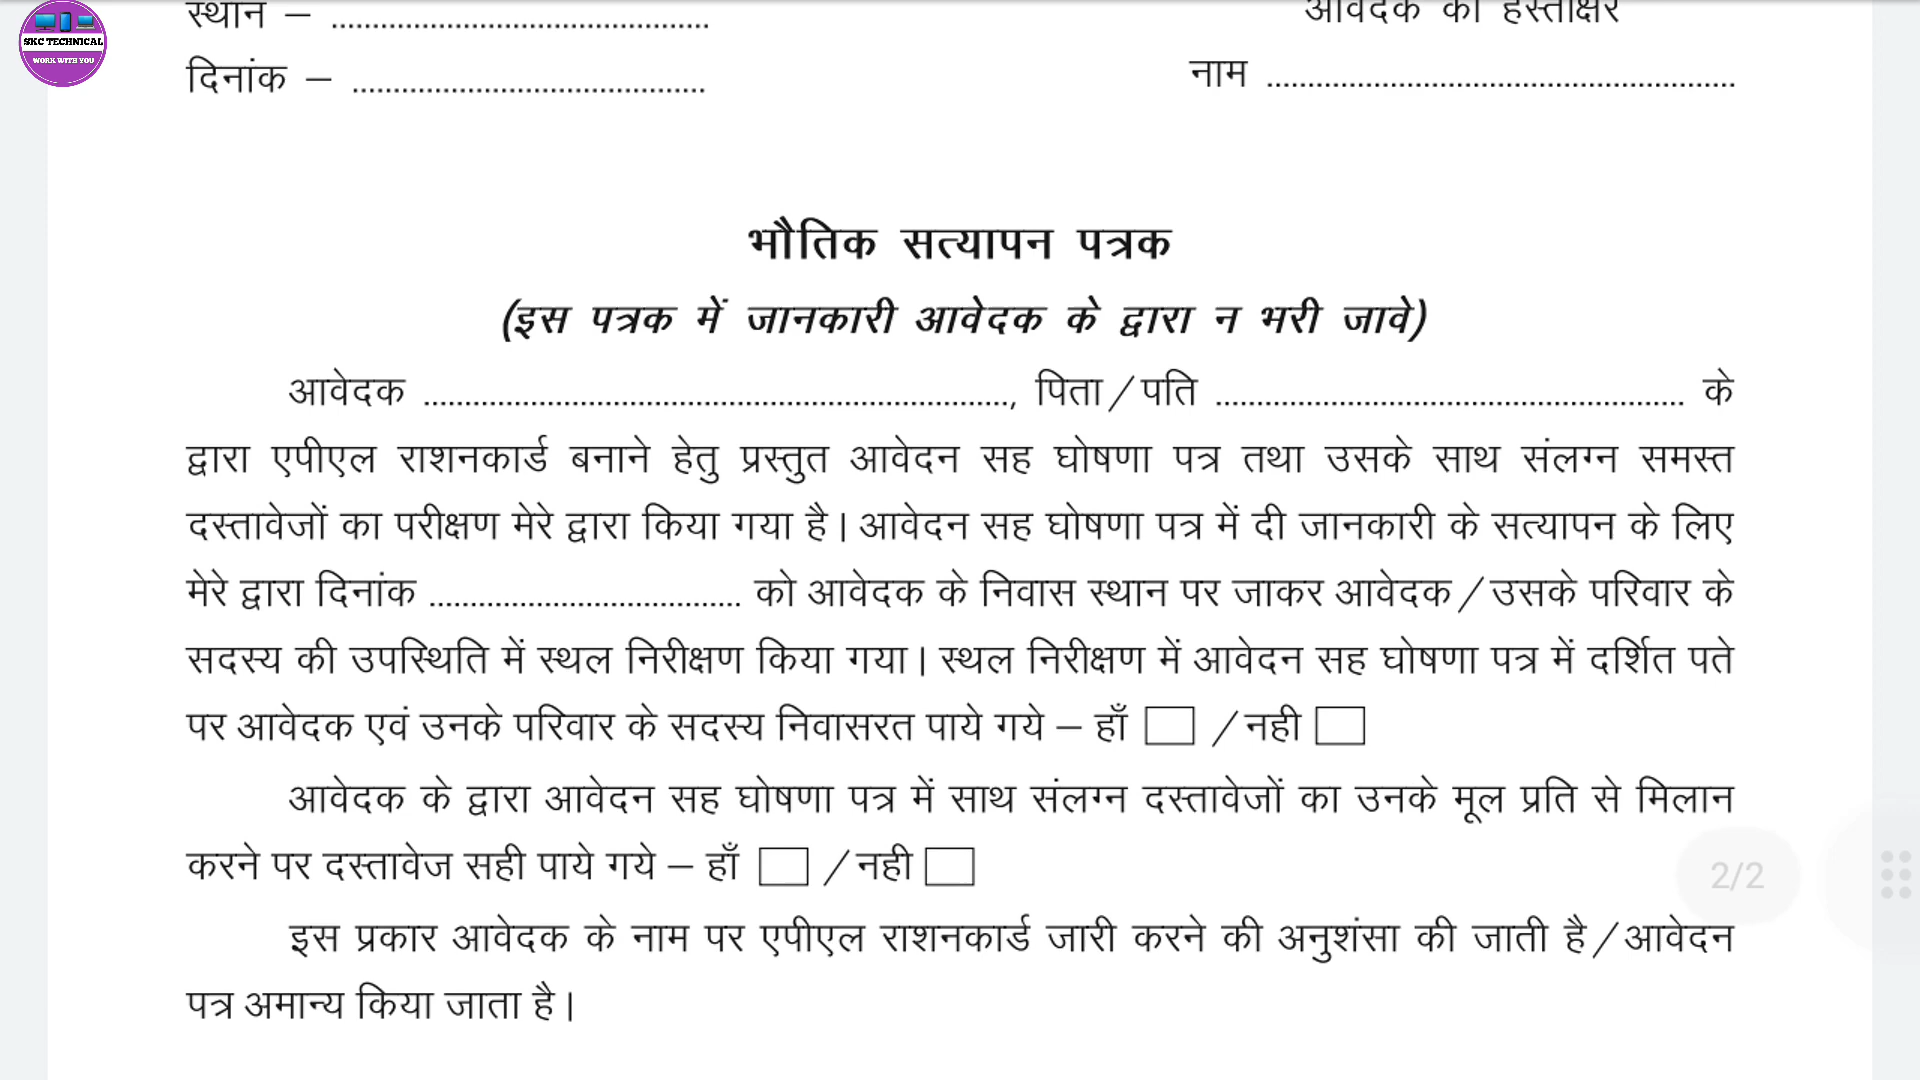 स्थान – ..............................................
आवेदक का हस्ताक्षर
SKC TECHNICAL
WORK WITH YOU
दिनांक – ...........................................
नाम .........................................................
भौतिक सत्यापन पत्रक
(इस पत्रक में जानकारी आवेदक के द्वारा न भरी जावे)
आवेदक ......................................................................., पिता/पति ......................................................... के
द्वारा एपीएल राशनकार्ड बनाने हेतु प्रस्तुत आवेदन सह घोषणा पत्र तथा उसके साथ संलग्न समस्त
दस्तावेजों का परीक्षण मेरे द्वारा किया गया है। आवेदन सह घोषणा पत्र में दी जानकारी के सत्यापन के लिए
मेरे द्वारा दिनांक ...................................... को आवेदक के निवास स्थान पर जाकर आवेदक/उसके परिवार के
सदस्य की उपस्थिति में स्थल निरीक्षण किया गया। स्थल निरीक्षण में आवेदन सह घोषणा पत्र में दर्शित पते
पर आवेदक एवं उनके परिवार के सदस्य निवासरत पाये गये – हाँ □ /नही □
आवेदक के द्वारा आवेदन सह घोषणा पत्र में साथ संलग्न दस्तावेजों का उनके मूल प्रति से मिलान
करने पर दस्तावेज सही पाये गये – हाँ □ /नही □
2/2
इस प्रकार आवेदक के नाम पर एपीएल राशनकार्ड जारी करने की अनुशंसा की जाती है/आवेदन
पत्र अमान्य किया जाता है।